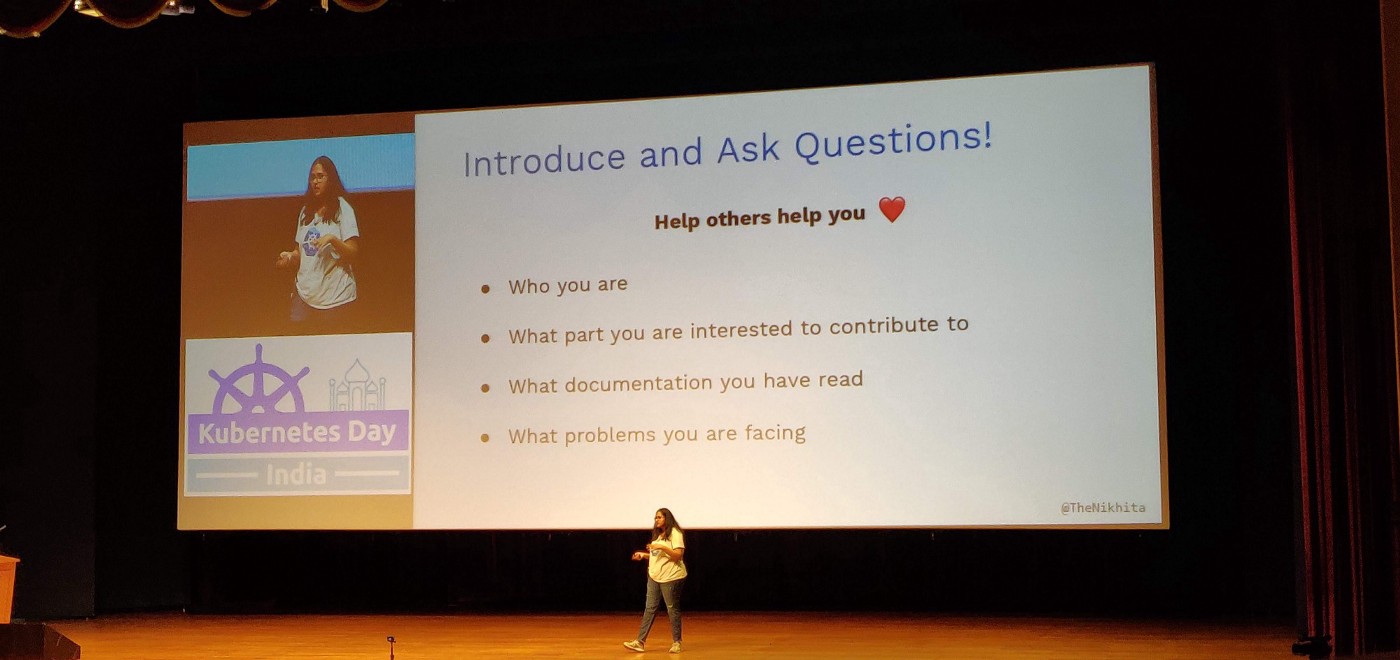 Introduce and Ask Questions!
Help others help you ❤️
● Who you are
● What part you are interested to contribute to
● What documentation you have read
● What problems you are facing
@TheNikhita
Kubernetes Day
India